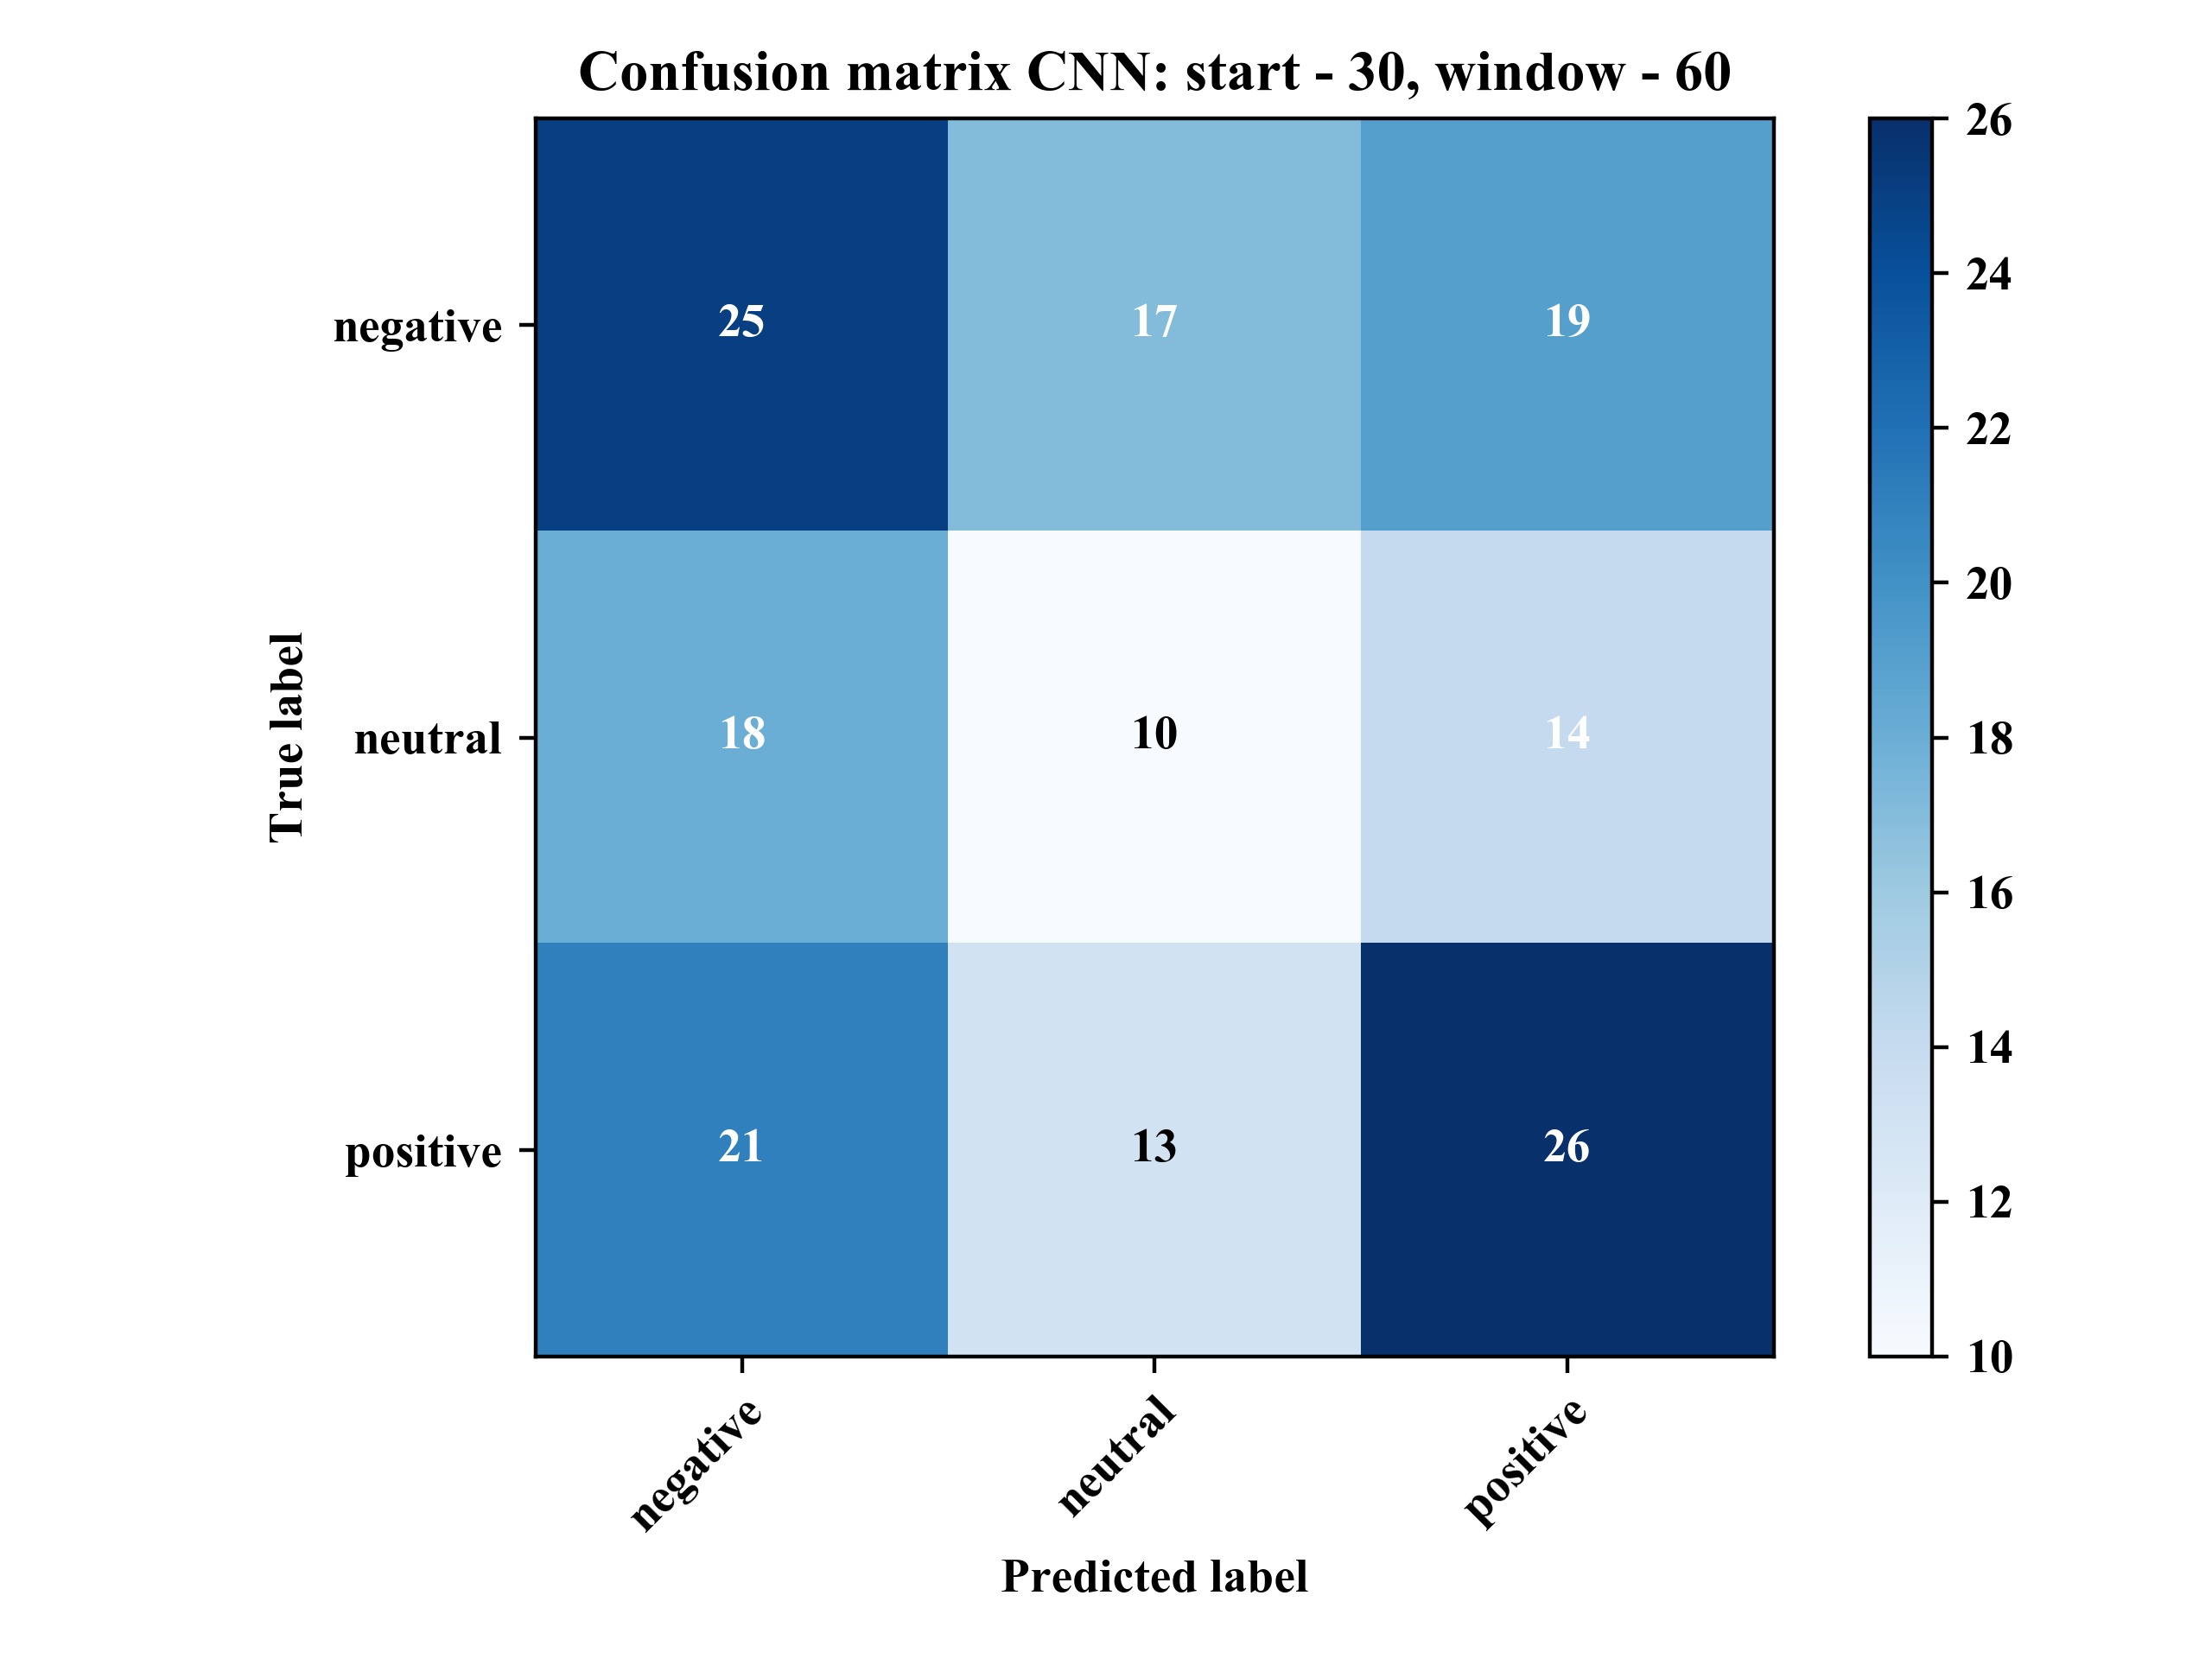 Confusion matrix CNN: start - 30, window - 60
True label
negative
25 17 19
neutral
18 10 14
positive
21 13 26
negative neutral positive
Predicted label
26
24
22
20
18
16
14
12
10